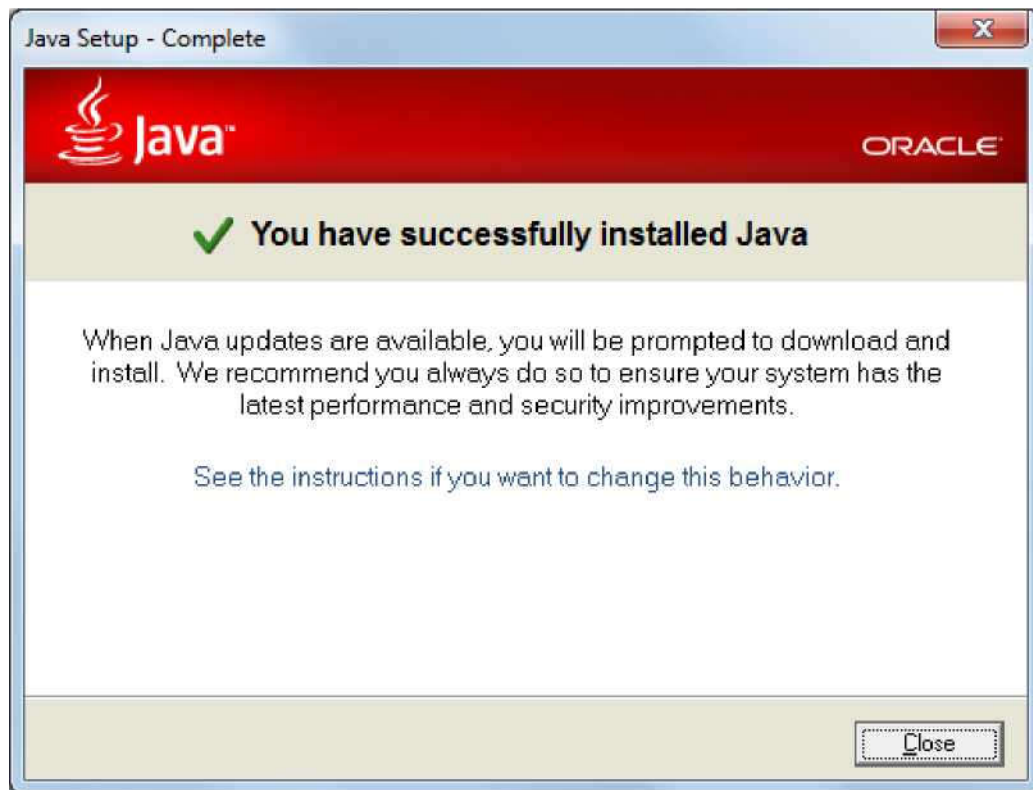 Java Setup - Complete
Java™
ORACLE
You have successfully installed Java
When Java updates are available, you will be prompted to download and
install. We recommend you always do so to ensure your system has the
latest performance and security improvements.
See the instructions if you want to change this behavior.
Close